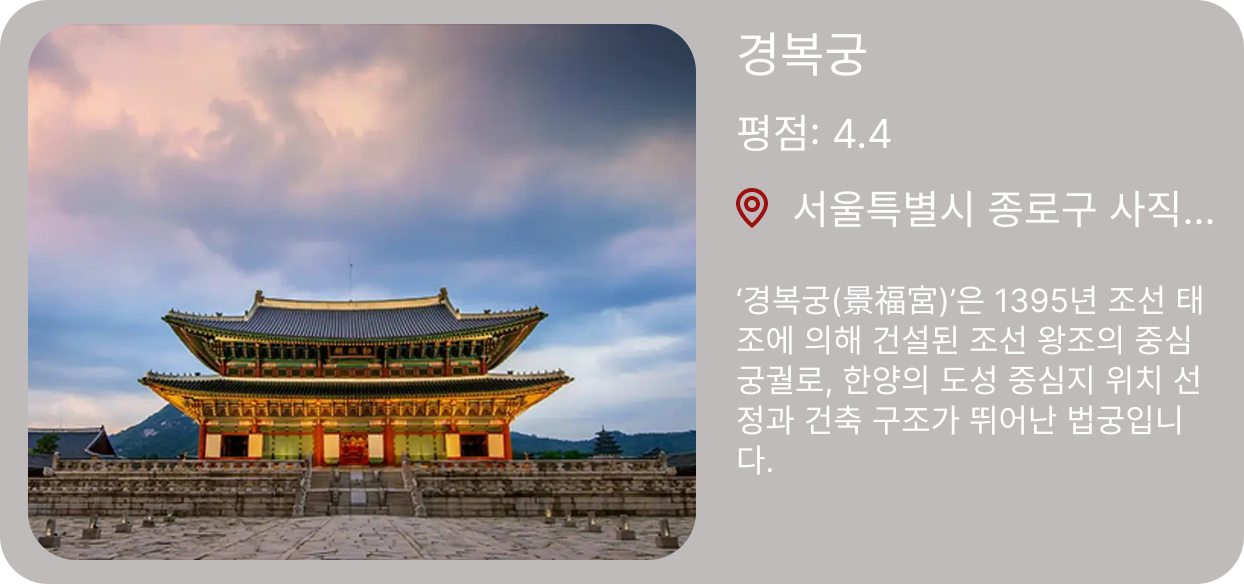 경복궁
평점: 4.4
서울특별시 종로구 사직...
‘경복궁(景福宮)’은 1395년 조선 태
조에 의해 건설된 조선 왕조의 중심
궁궐로, 한양의 도성 중심지 위치 선
정과 건축 구조가 뛰어난 법궁입니
다.